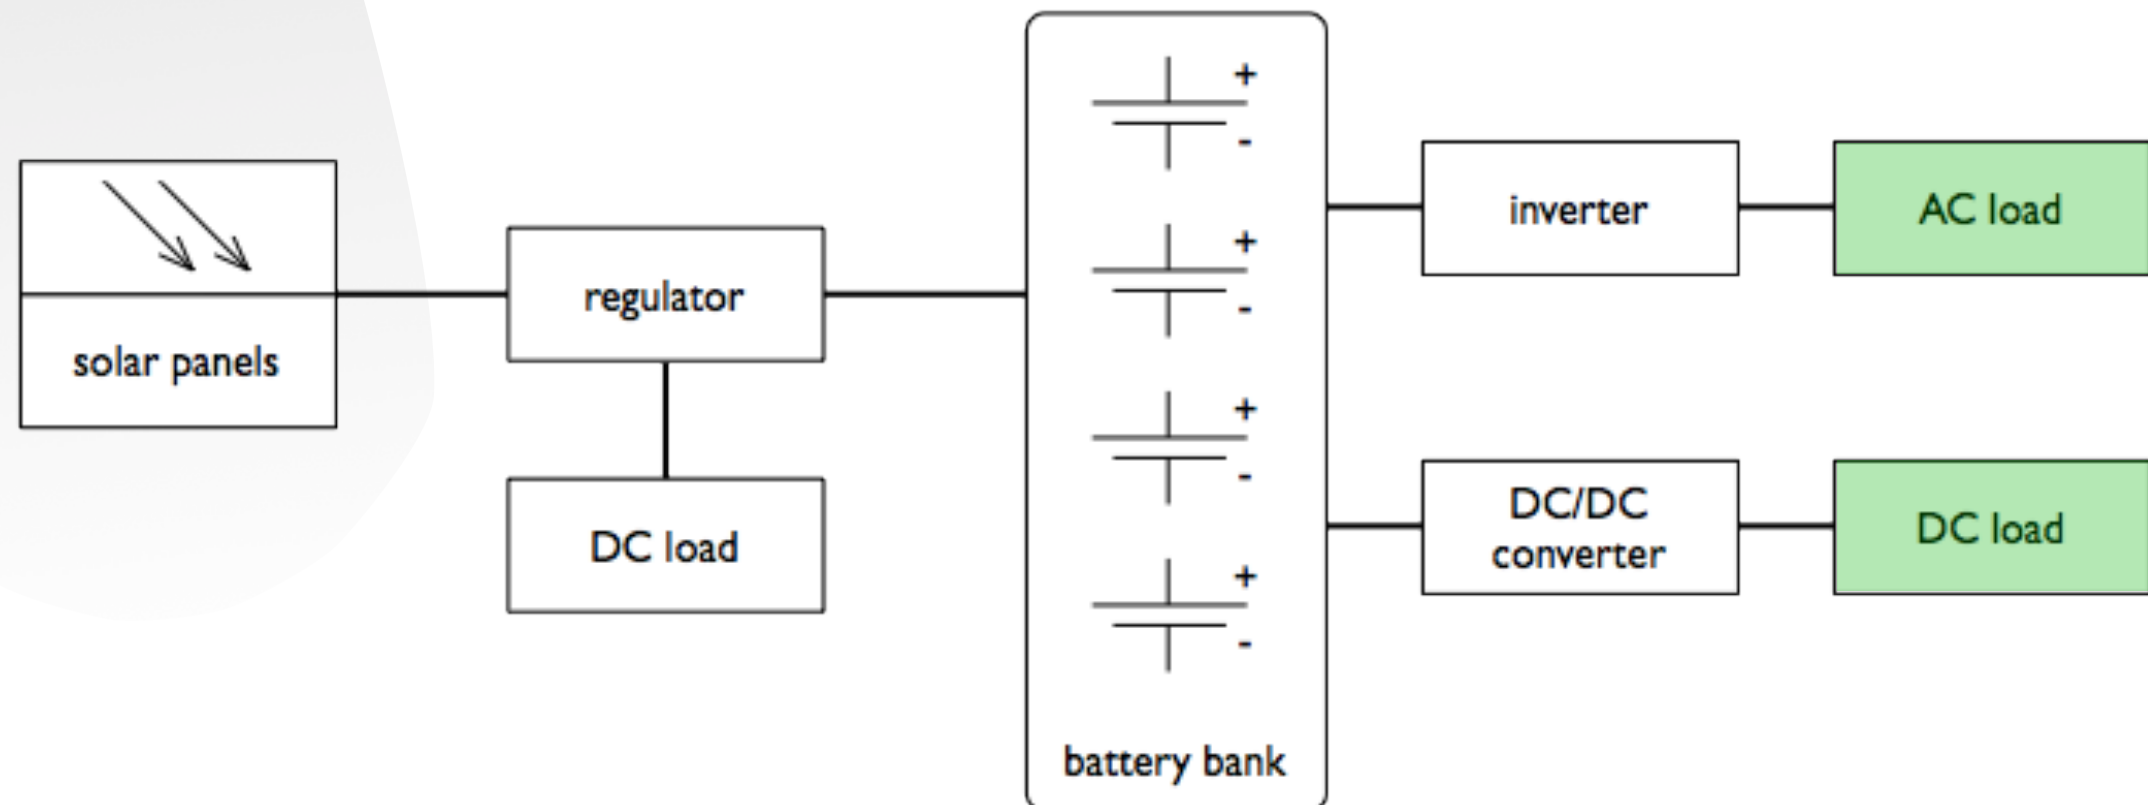 solar panels
regulator
DC load
+
-
+
-
+
-
+
-
battery bank
inverter
AC load
DC/DC
converter
DC load